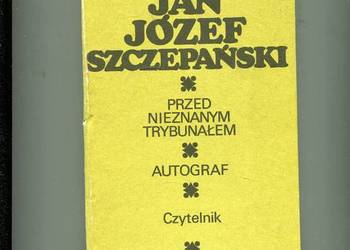 JAN
JÓZEF
SZCZEPAŃSKI
PRZED
NIEZNANYM
TRYBUNAŁEM
AUTOGRAF
Czytelnik